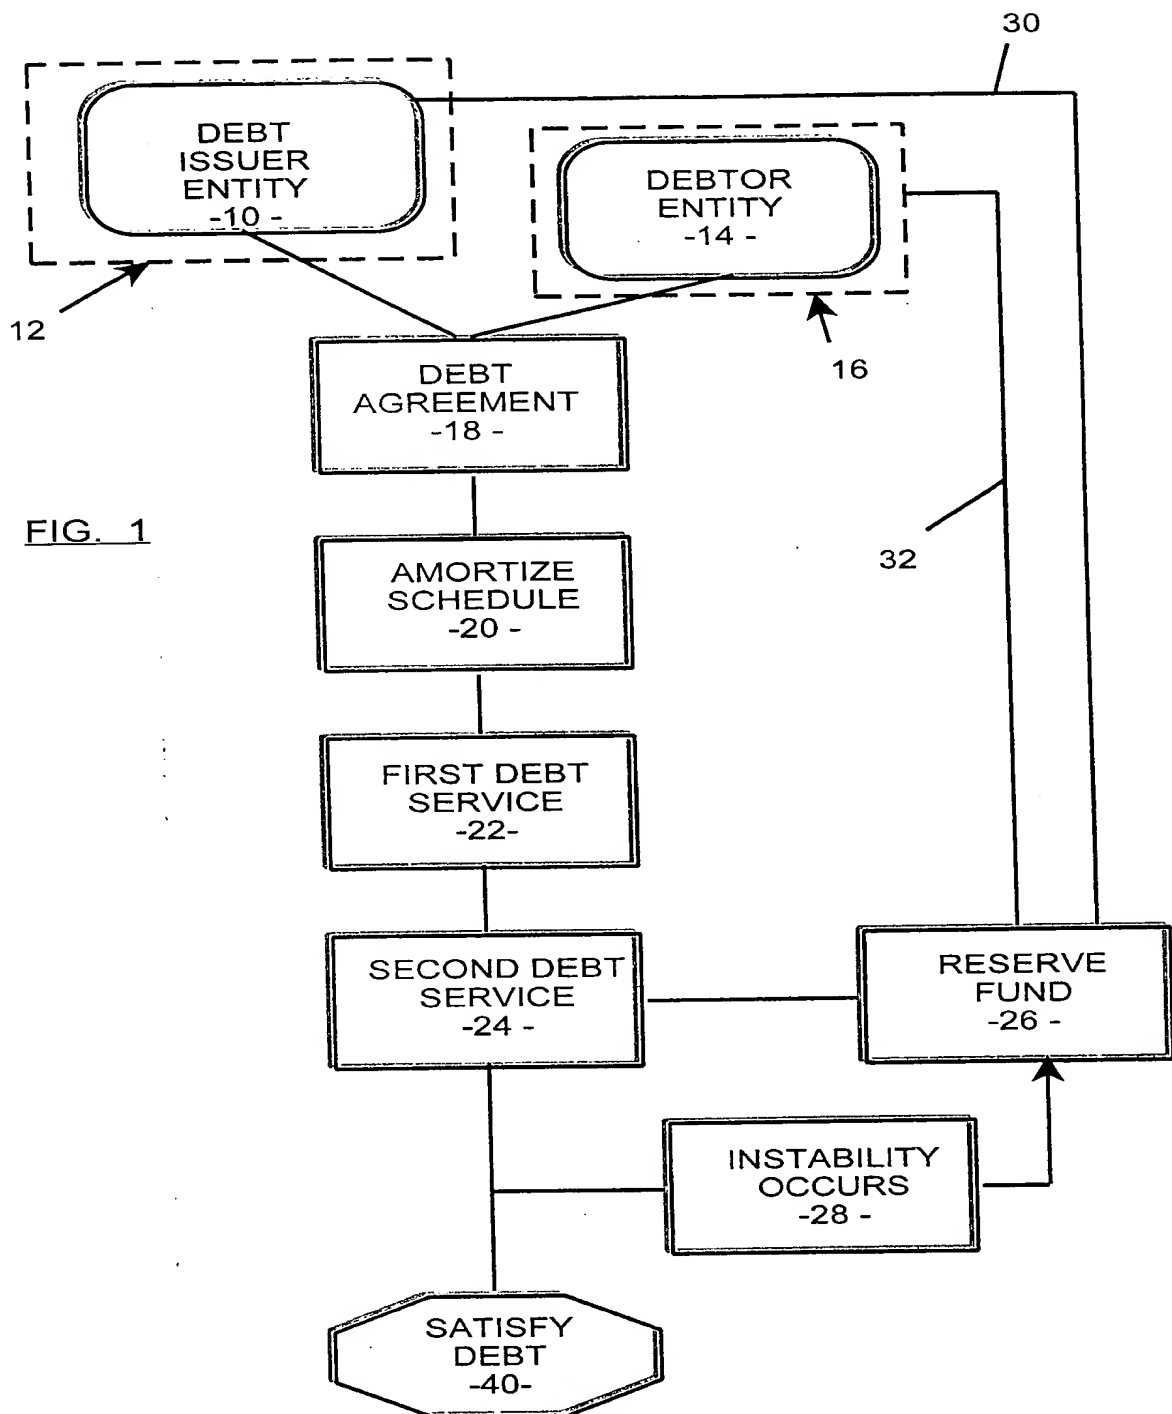 30
DEBT
ISSUER
ENTITY
-10 -
DEBTOR
ENTITY
-14 -
12
16
DEBT
AGREEMENT
-18 -
FIG. 1
32
AMORTIZE
SCHEDULE
-20 -
FIRST DEBT
SERVICE
-22-
SECOND DEBT
SERVICE
-24 -
RESERVE
FUND
-26 -
INSTABILITY
OCCURS
-28 -
SATISFY
DEBT
-40-